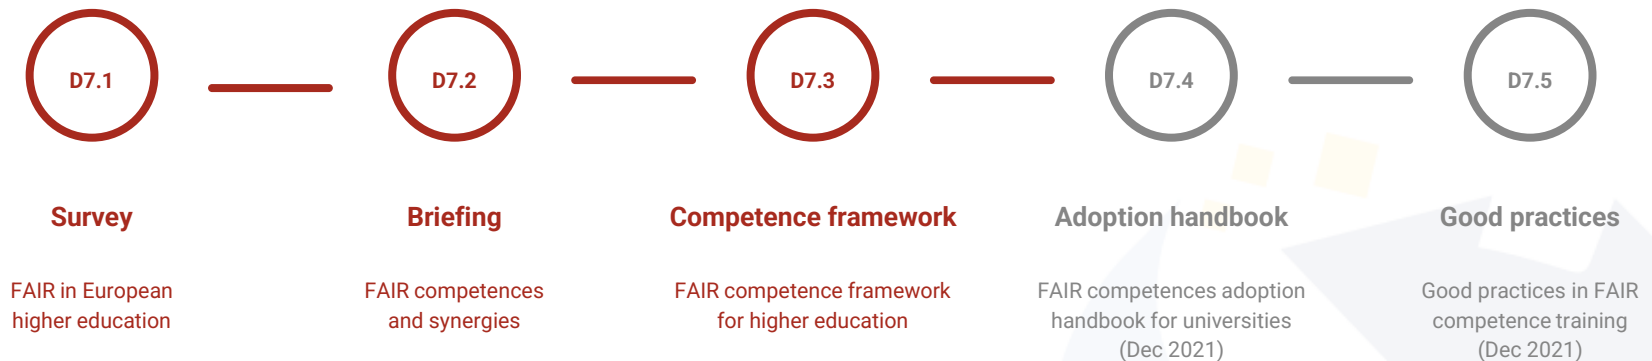 D7.1
D7.2
D7.3
D7.4
D7.5
Survey
Briefing
Competence framework
Adoption handbook
Good practices
FAIR in European
higher education
FAIR competences
and synergies
FAIR competence framework
for higher education
FAIR competences adoption
handbook for universities
(Dec 2021)
Good practices in FAIR
competence training
(Dec 2021)